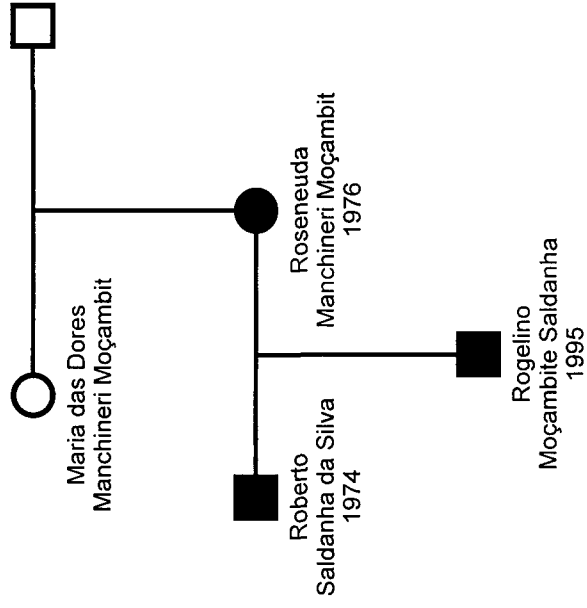 Maria das Dores
Manchineri Moçambit
Roseneuda
Manchineri Moçambit
1976
Roberto
Saldanha da Silva
1974
Rogelino
Moçambite Saldanha
1995